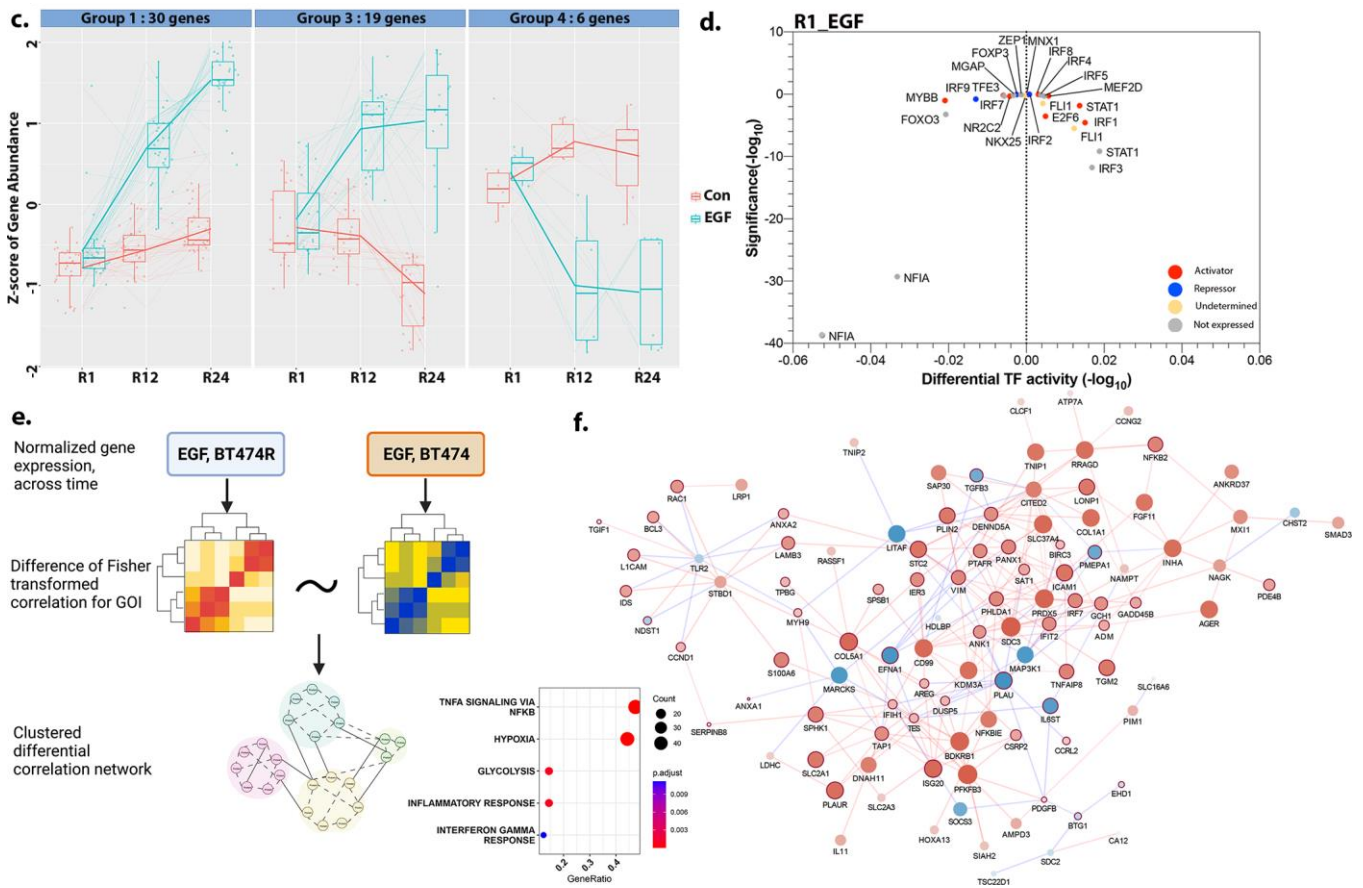 c.
Group 1 : 30 genes
Group 3 : 19 genes
Group 4 : 6 genes
Z-score of Gene Abundance
2
1
0
-1
-2
R1
R12
R24
R1
R12
R24
R1
R12
R24
Con
EGF
d.
R1_EGF
Significance(-log10)
10
0
-10
-20
-30
-40
ZEP1
MNX1
FOXP3
IRF8
IRF4
MGAP
IRF5
IRF9
TFE3
MEF2D
MYBB
IRF7
FLI1
STAT1
FOXO3
E2F6
IRF1
NR2C2
NKX25
IRF2
FLI1
STAT1
IRF3
NFIA
NFIA
Activator
Repressor
Undetermined
Not expressed
-0.06
-0.04
-0.02
0.00
0.02
0.04
0.06
Differential TF activity (-log10)
e.
Normalized gene
expression,
across time
EGF, BT474R
EGF, BT474
Difference of Fisher
transformed
correlation for GOI
~
Clustered
differential
correlation network
TNFA SIGNALING VIA
NFKB
HYPOXIA
GLYCOLYSIS
INFLAMMATORY RESPONSE
INTERFERON GAMMA
RESPONSE
0.2
0.3
0.4
GeneRatio
Count
20
30
40
p.adjust
0.009
0.006
0.003
f.
ATP7A
CLCF1
CCNG2
TNIP2
TNIP1
RRAGD
NFKB2
SAP30
TGFB3
ANKRD37
RAC1
LRP1
CITED2
LONP1
FGF11
TGIF1
BCL3
ANXA2
PLIN2
DENND5A
SLC37A4
COL1A1
MXI1
CHST2
SMAD3
LITAF
L1CAM
TLR2
LAMB3
RASSF1
STC2
PTAFR
PANX1
BIRC3
PMEPA1
INHA
SAT1
NAMPT
NAGK
IDS
STBD1
TPBG
SPSB1
IER3
VIM
ICAM1
PDE4B
NDST1
MYH9
HDLBP
PHLDA1
PRDX5
IRF7
GCH1
GADD45B
AGER
CCND1
COL5A1
ANK1
SDC3
IFIT2
ADM
S100A6
EFNA1
CD99
KDM3A
MAP3K1
TNFAIP8
TGM2
MARCKS
AREG
PLAU
SLC16A6
ANXA1
IFIH1
DUSP5
IL6ST
PIM1
SERPINB8
SPHK1
TES
NFKBIE
CSRP2
CCRL2
TAP1
BDKRB1
LDHC
SLC2A1
DNAH11
ISG20
PFKFB3
PLAUR
SLC2A3
PDGFB
EHD1
SOCS3
BTG1
IL11
HOXA13
AMPD3
CA12
SIAH2
SDC2
TSC22D1